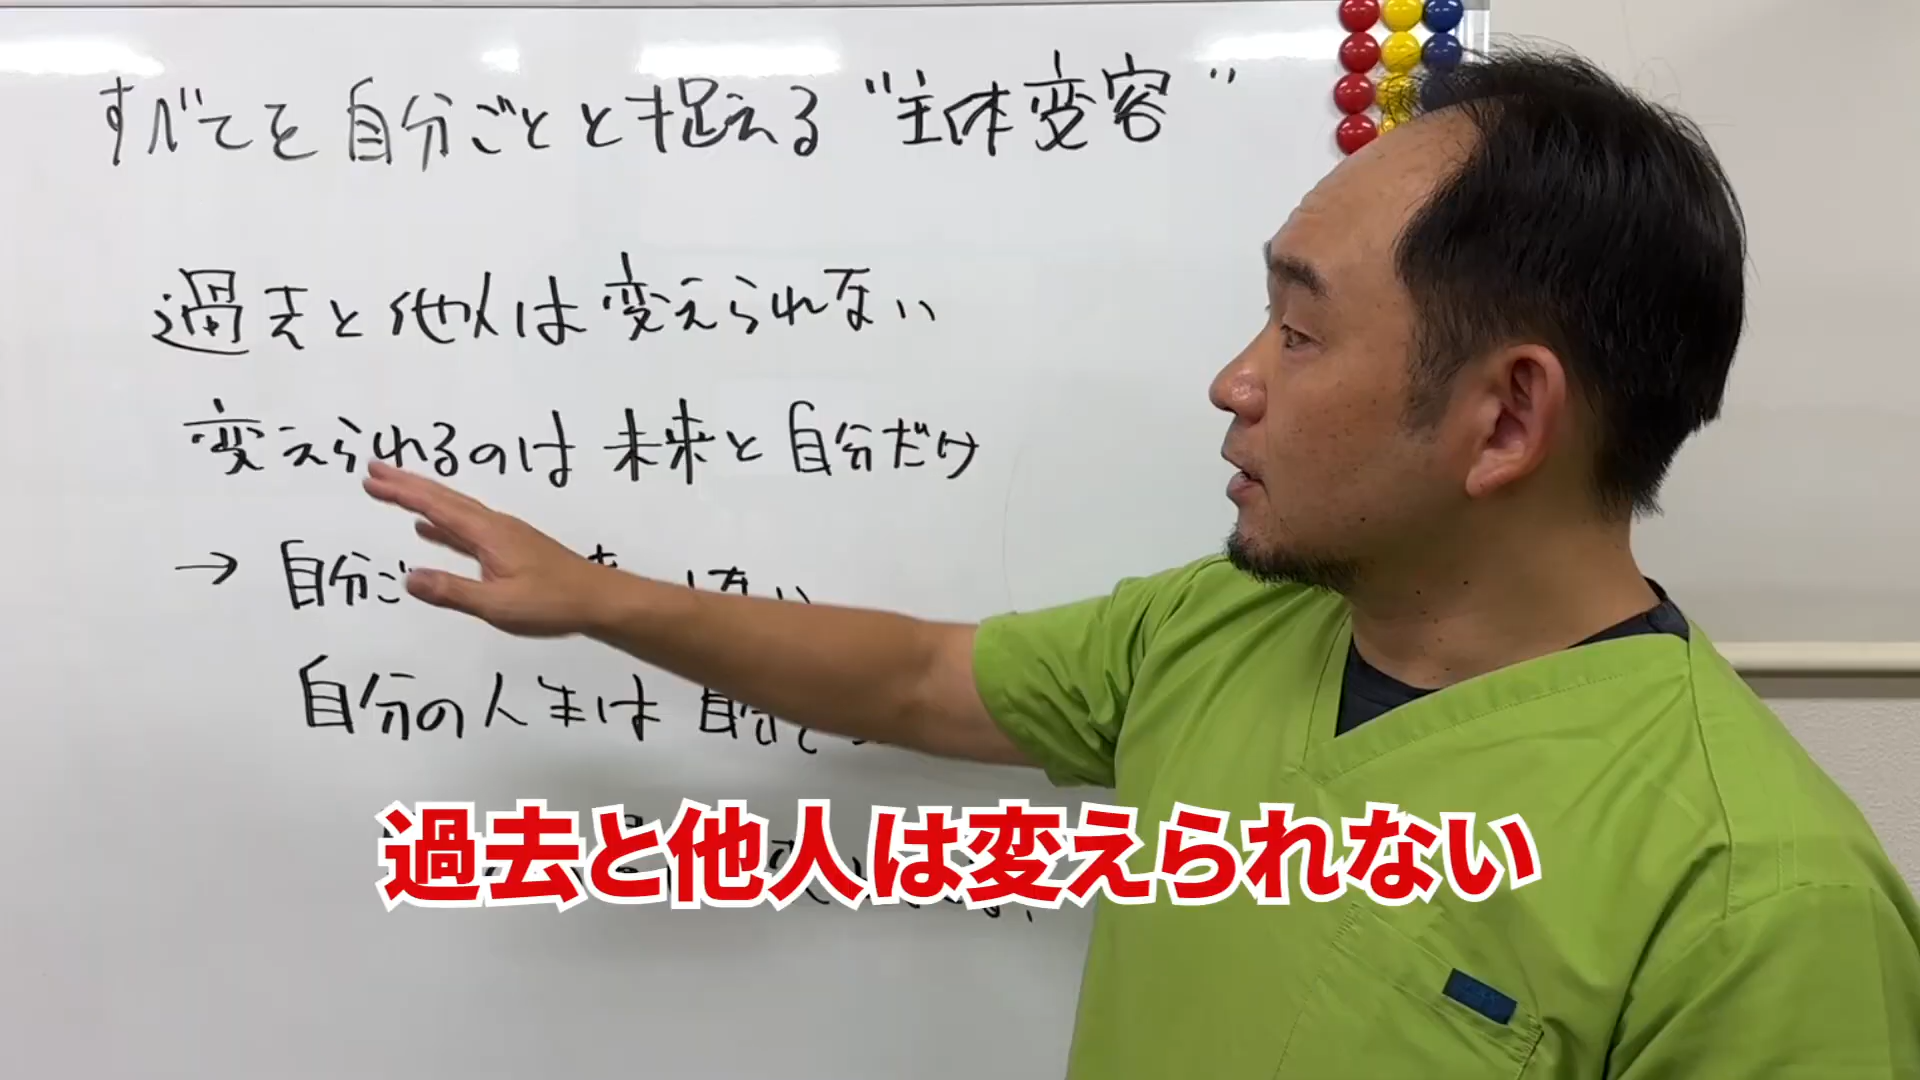 すべてを自分ごとと捉える "主体変容"
過去と他人は変えられない
変えられるのは未来と自分だけ
→ 自分ご
自分の人生は
過去と他人は変えられない